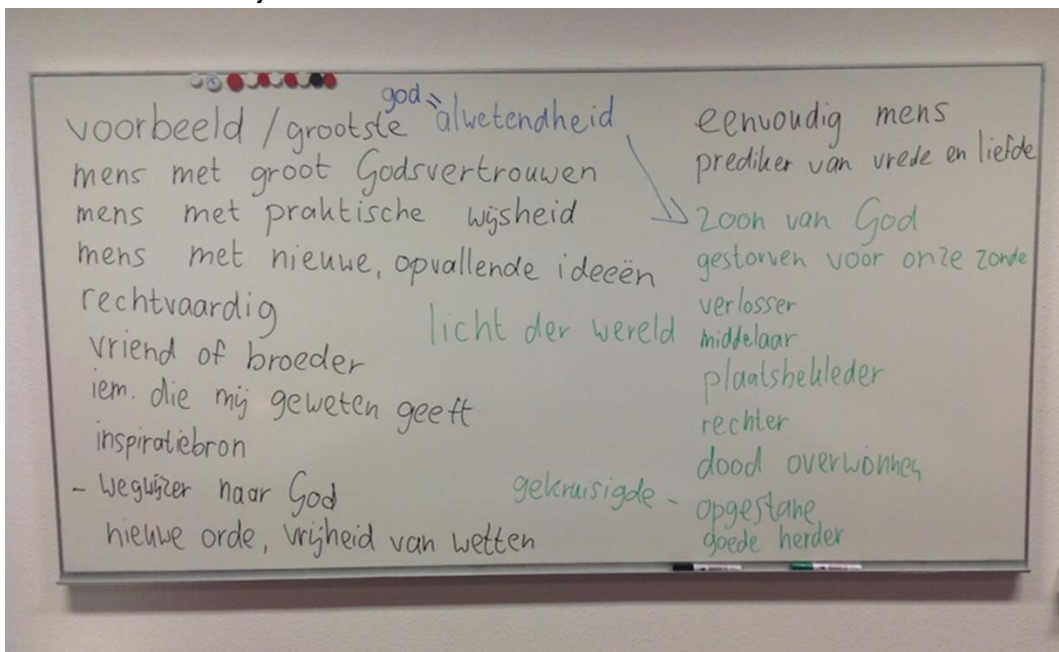 god => alwetendheid
voorbeeld / grootste
mens met groot Godsvertrouwen
mens met praktische wijsheid
mens met nieuwe, opvallende ideeën
rechtvaardig
vriend of broeder
iem. die mij geweten geeft
inspiratiebron
- wegwijzer naar God
nieuwe orde, vrijheid van wetten
licht der wereld
eenvoudig mens
prediker van vrede en liefde
zoon van God
gestorven voor onze zonde
verlosser
middelaar
plaatsbekleder
rechter
dood overwonnen
gekruisigde - opgestane
goede herder